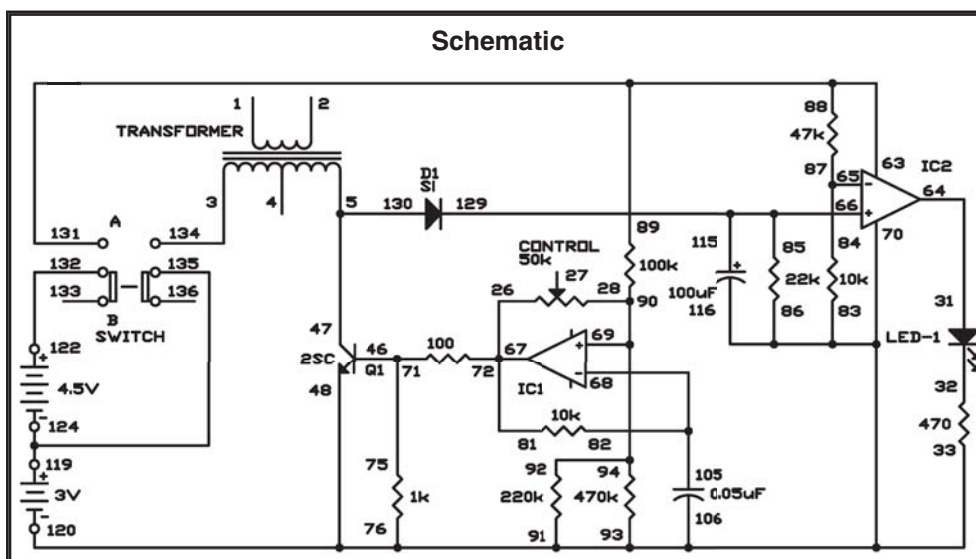 Schematic
1 2
TRANSFORMER
3 4 5
D1
SI
130 129
88
47k
87
65 63 IC2
64
66
-
+
70
131 A 134
132 135
133 136
B
SWITCH
CONTROL
50k
26 27 28
89
100k
90
115
+
100uF
116
85
22k
86
84
10k
83
31
LED-1
32
470
33
47
2SC
46
Q1
48
71 100 72
67
+
-
69
68
IC1
10k
81 82
122
+
4.5V
-
124
119
+
3V
-
120
75
1k
76
92
220k
91
94
470k
93
105
0.05uF
106